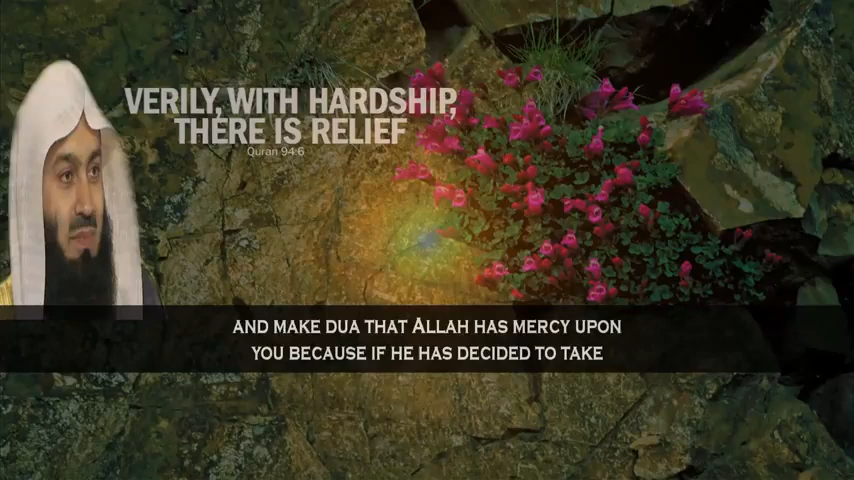 VERILY, WITH HARDSHIP,
THERE IS RELIEF
Quran 94:6
AND MAKE DUA THAT ALLAH HAS MERCY UPON
YOU BECAUSE IF HE HAS DECIDED TO TAKE